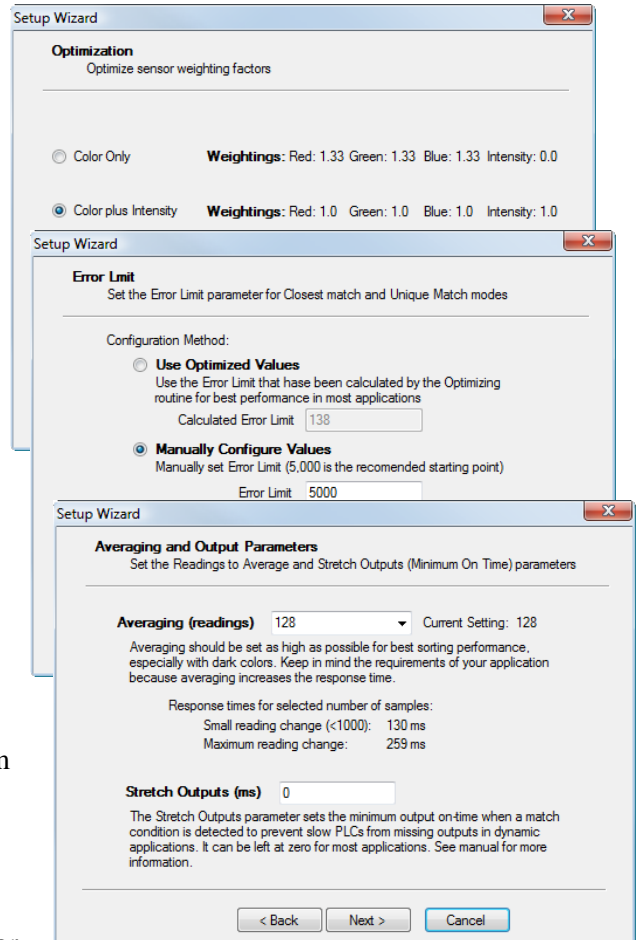 Setup Wizard
Optimization
Optimize sensor weighting factors
Color Only Weightings: Red: 1.33 Green: 1.33 Blue: 1.33 Intensity: 0.0
Color plus Intensity Weightings: Red: 1.0 Green: 1.0 Blue: 1.0 Intensity: 1.0
Setup Wizard
Error Lmit
Set the Error Limit parameter for Closest match and Unique Match modes
Configuration Method:
Use Optimized Values
Use the Error Limit that hase been calculated by the Optimizing
routine for best performance in most applications
Calculated Error Limit 138
Manually Configure Values
Manually set Error Limit (5,000 is the recomended starting point)
Error Limit 5000
Setup Wizard
Averaging and Output Parameters
Set the Readings to Average and Stretch Outputs (Minimum On Time) parameters
Averaging (readings) 128 Current Setting: 128
Averaging should be set as high as possible for best sorting performance,
especially with dark colors. Keep in mind the requirements of your application
because averaging increases the response time.
Response times for selected number of samples:
Small reading change (<1000): 130 ms
Maximum reading change: 259 ms
Stretch Outputs (ms) 0
The Stretch Outputs parameter sets the minimum output on-time when a match
condition is detected to prevent slow PLCs from missing outputs in dynamic
applications. It can be left at zero for most applications. See manual for more
information.
< Back Next > Cancel